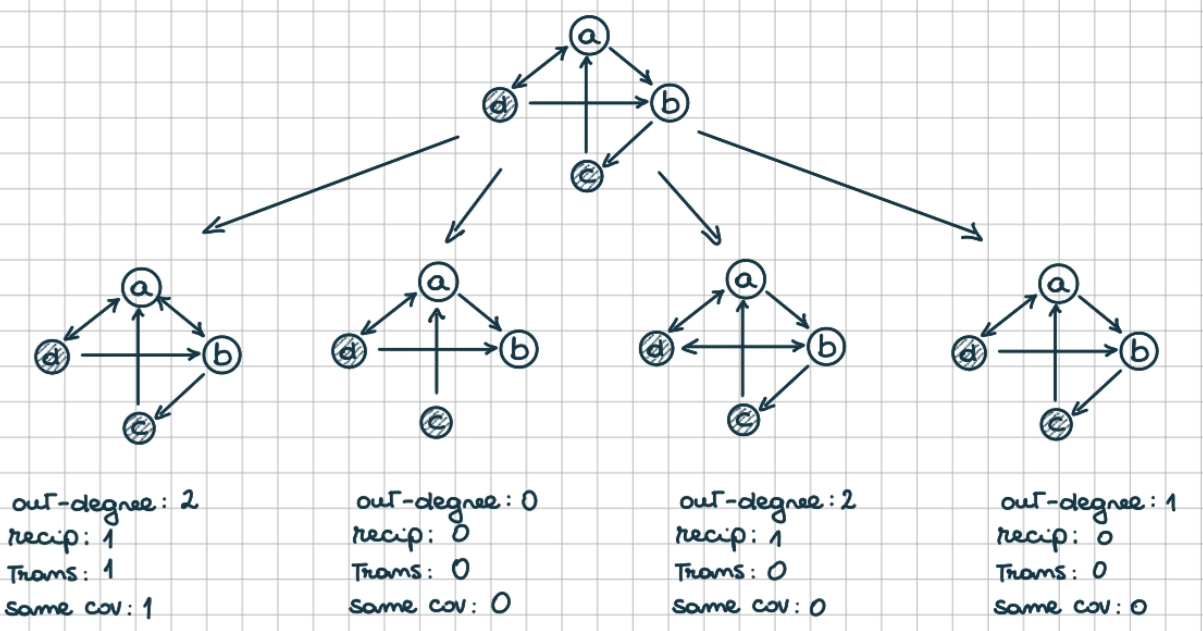 a
d
b
c
a
d
b
c
a
d
b
c
a
d
b
c
a
d
b
c
out-degree: 2
recip: 1
Trans: 1
same cov: 1
out-degree: 0
recip: 0
Trans: 0
same cov: 0
out-degree: 2
recip: 1
Trans: 0
same cov: 0
out-degree: 1
recip: 0
Trans: 0
same cov: 0